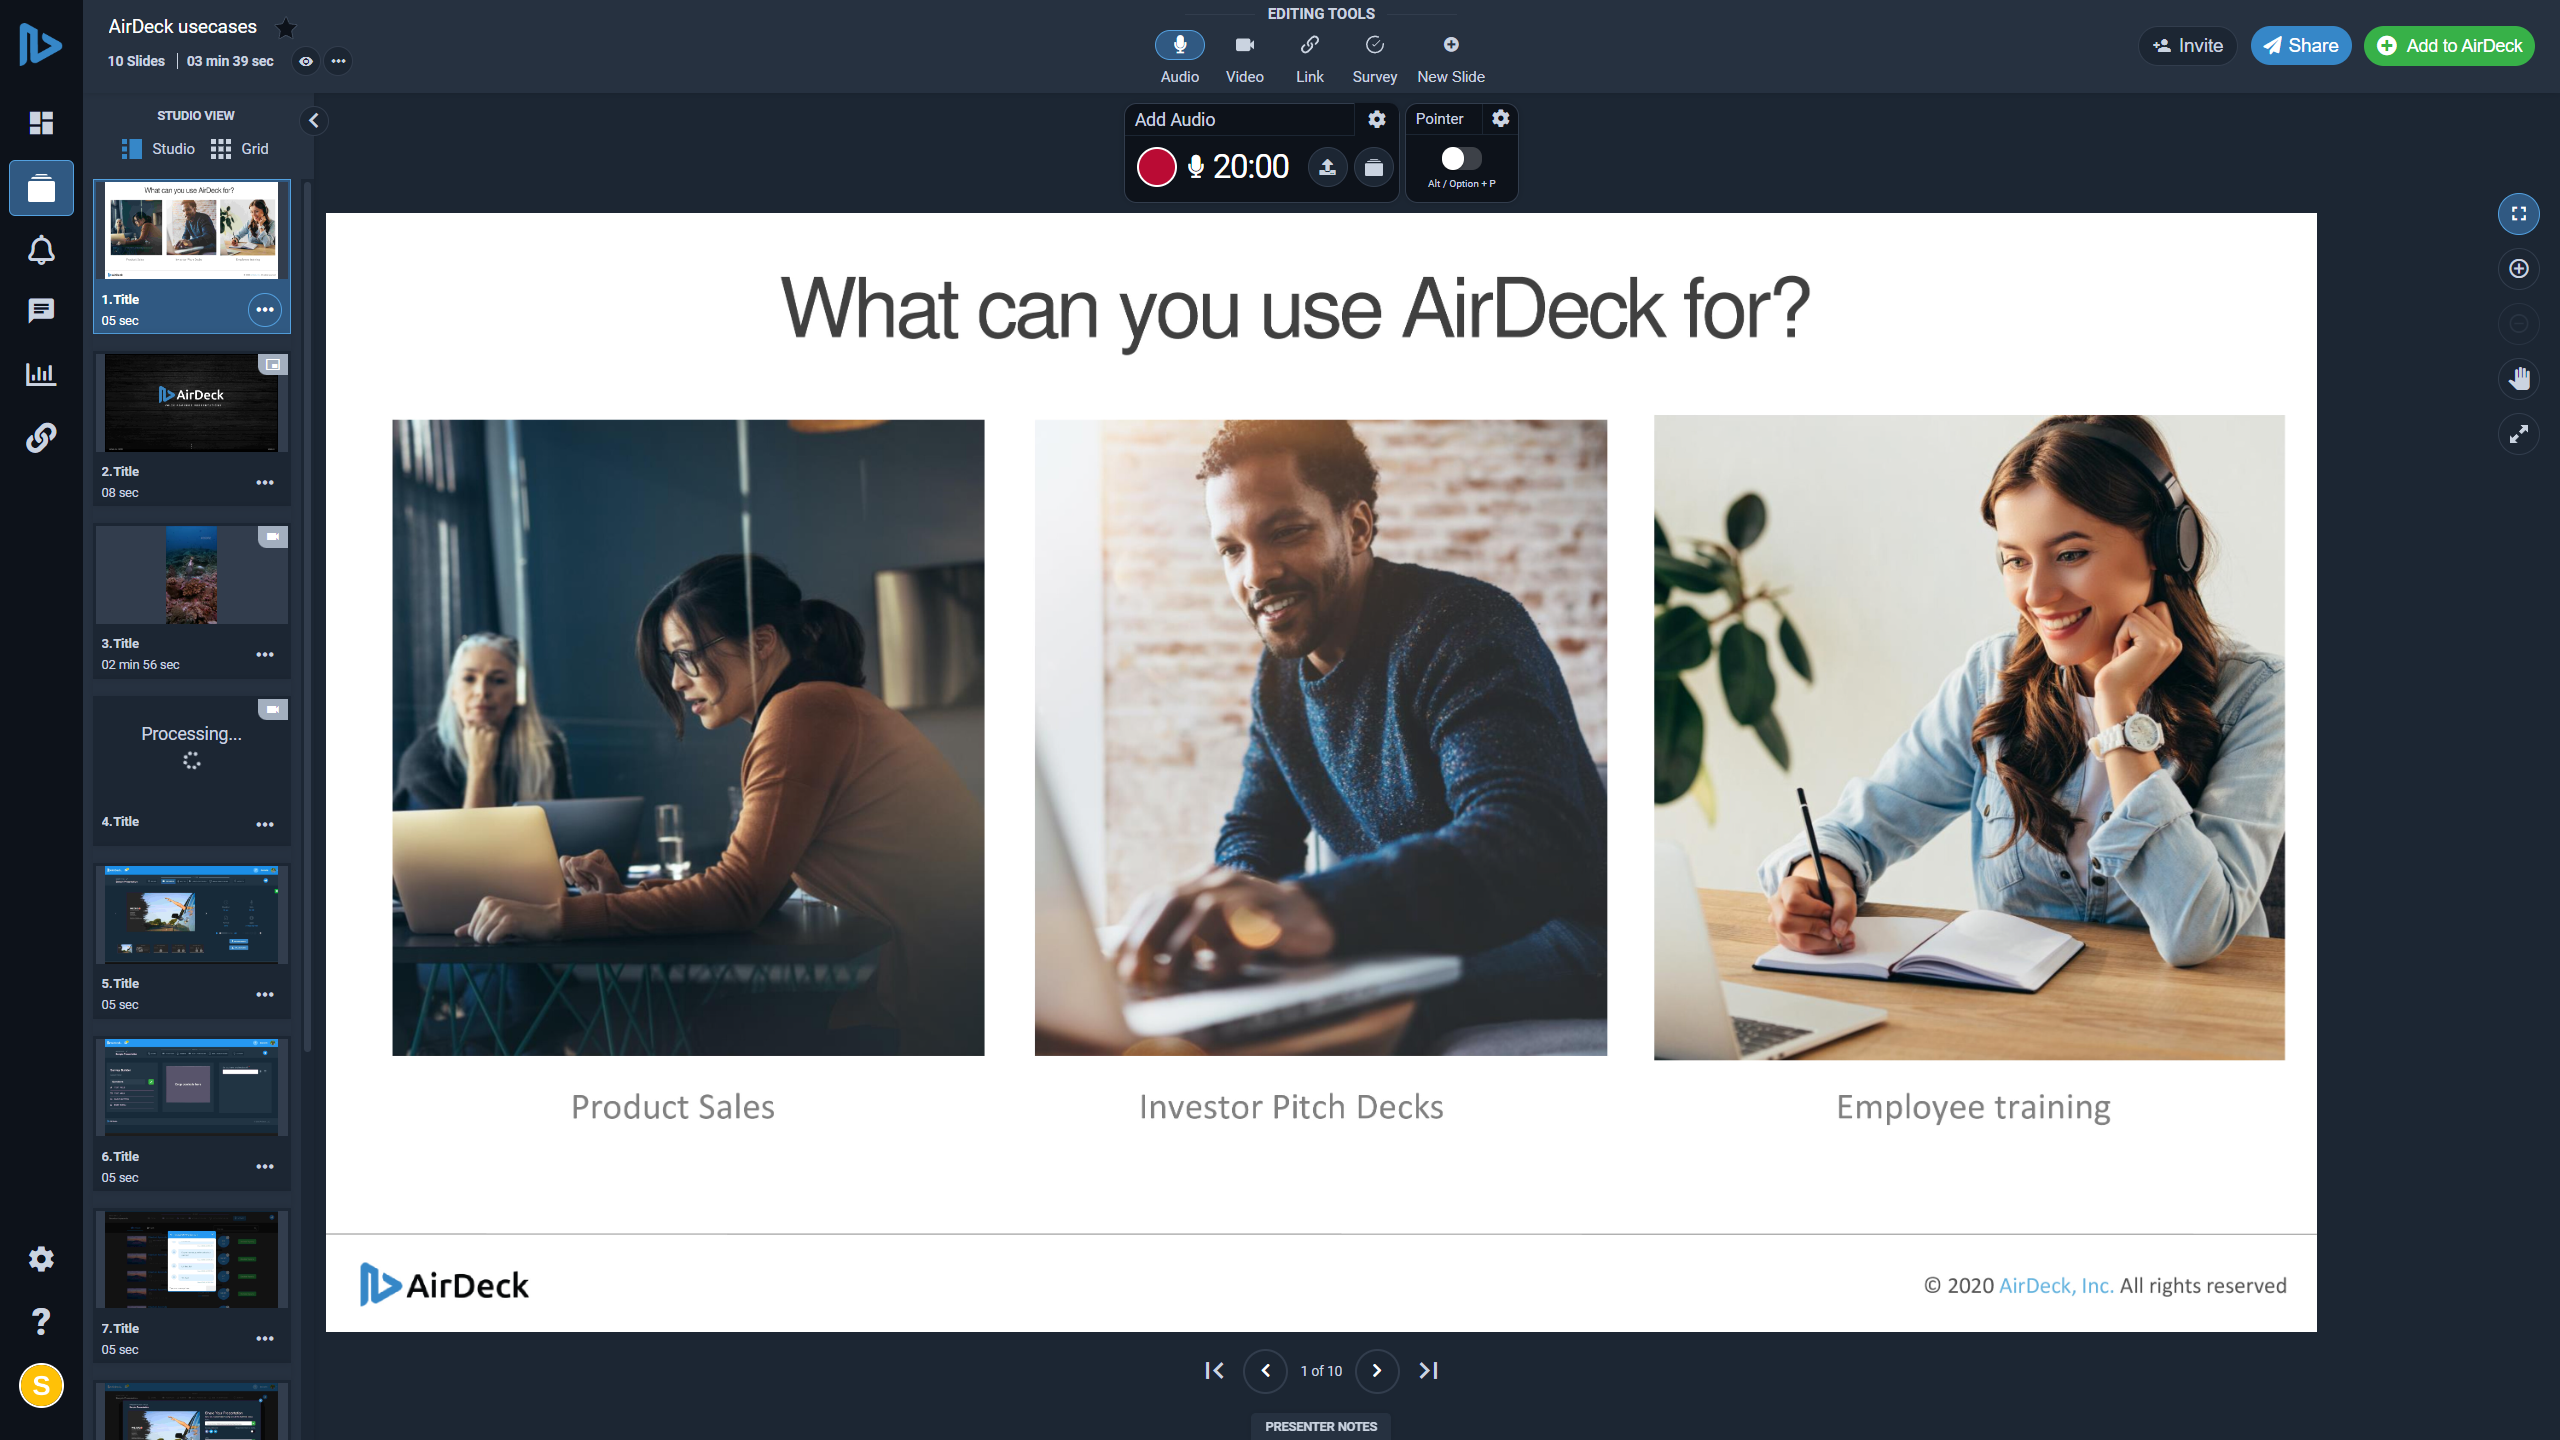 AirDeck usecases
10 Slides
03 min 39 sec
EDITING TOOLS
Audio
Video
Link
Survey
New Slide
Invite
Share
Add to AirDeck
STUDIO VIEW
Studio
Grid
Add Audio
20:00
Pointer
Alt / Option + P
What can you use AirDeck for?
1.Title
05 sec
AirDeck
2.Title
08 sec
3.Title
02 min 56 sec
Processing...
4.Title
5.Title
05 sec
6.Title
05 sec
7.Title
05 sec
S
What can you use AirDeck for?
Product Sales
Investor Pitch Decks
Employee training
AirDeck
© 2020 AirDeck, Inc. All rights reserved
1 of 10
PRESENTER NOTES